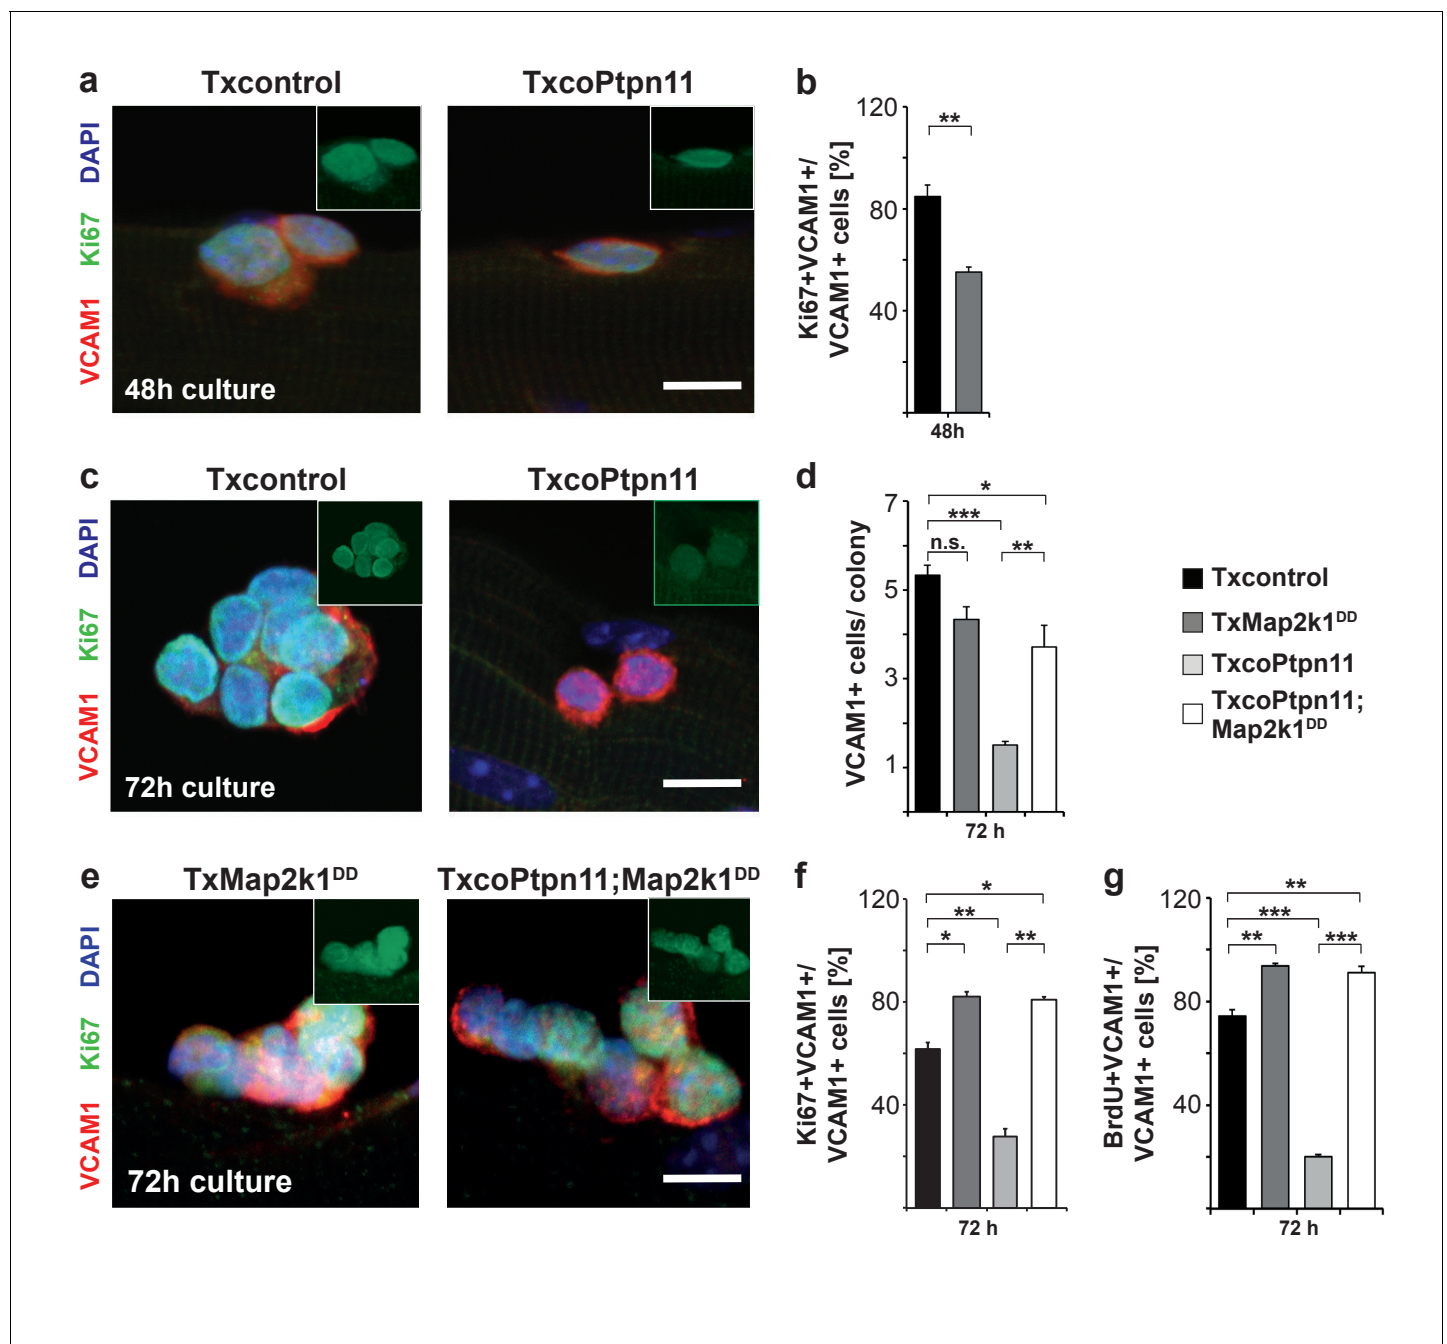 a
Txcontrol
TxcoPtpn11
VCAM1 Ki67 DAPI
48h culture
b
Ki67+VCAM1+/
VCAM1+ cells [%]
120
80
40
**
48h
c
Txcontrol
TxcoPtpn11
VCAM1 Ki67 DAPI
72h culture
d
VCAM1+ cells/ colony
7
5
3
1
*
***
n.s.
**
72 h
Txcontrol
TxMap2k1ᴰᴰ
TxcoPtpn11
TxcoPtpn11;
Map2k1ᴰᴰ
e
TxMap2k1ᴰᴰ
TxcoPtpn11;Map2k1ᴰᴰ
VCAM1 Ki67 DAPI
72h culture
f
Ki67+VCAM1+/
VCAM1+ cells [%]
120
80
40
*
**
*
**
72 h
g
BrdU+VCAM1+/
VCAM1+ cells [%]
120
80
40
**
***
**
***
72 h